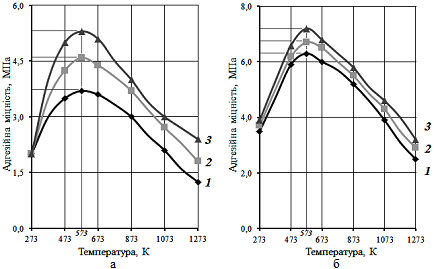 6,0
4,5
3,0
1,5
0,0
Адгезійна міцність, МПа
3
2
1
273 473 573 673 873 1073 1273
Температура, К
а
8,0
6,0
4,0
2,0
0,0
Адгезійна міцність, МПа
3
2
1
273 473 573 673 873 1073 1273
Температура, К
б